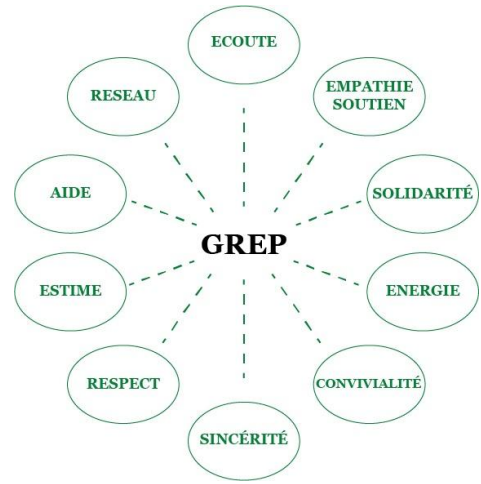 ECOUTE
EMPATHIE
SOUTIEN
SOLIDARITÉ
ENERGIE
CONVIVIALITÉ
SINCÉRITÉ
RESPECT
ESTIME
AIDE
RESEAU
GREP